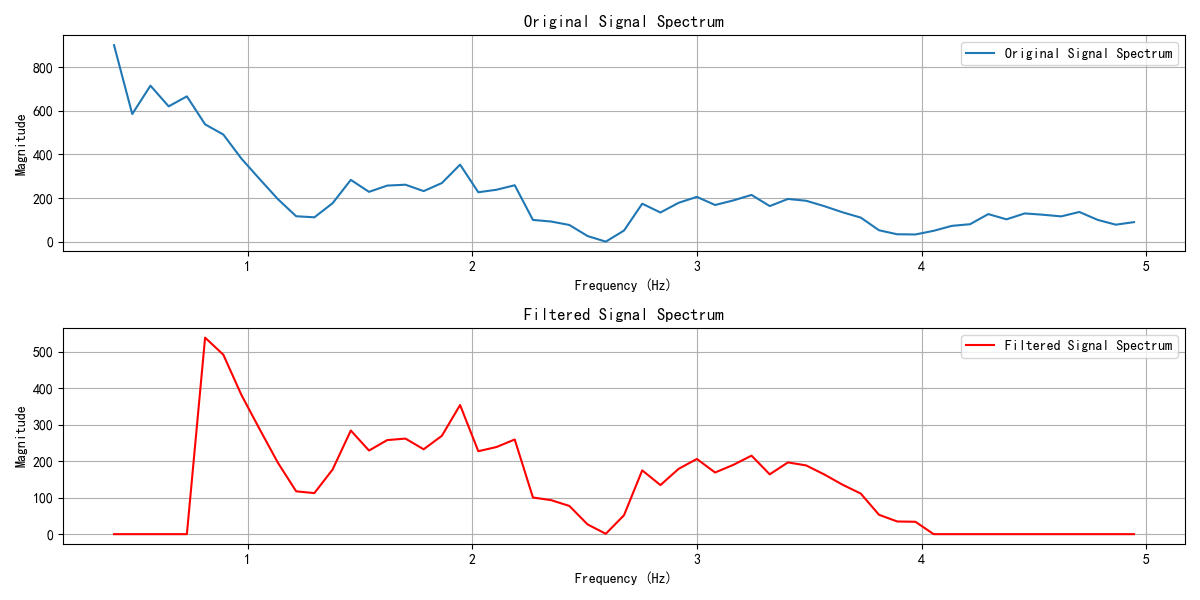 Original Signal Spectrum
Original Signal Spectrum
800
600
400
200
0
Magnitude
1 2 3 4 5
Frequency (Hz)
Filtered Signal Spectrum
Filtered Signal Spectrum
500
400
300
200
100
0
Magnitude
1 2 3 4 5
Frequency (Hz)